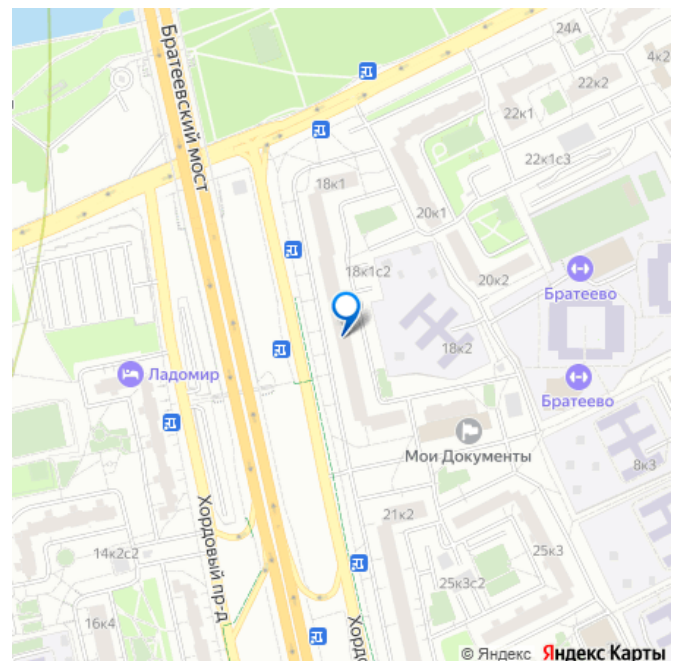 24А
4к2
22к2
22к1
Братеевский мост
22к1с3
18к1
20к1
18к1с2
20к2
Братеево
18к2
Ладомир
Братеево
Мои Документы
8к3
21к2
Хордовый пр-д
14к2с2
25к3
25к3с2
16к4
Хордо
© Яндекс Яндекс Карты